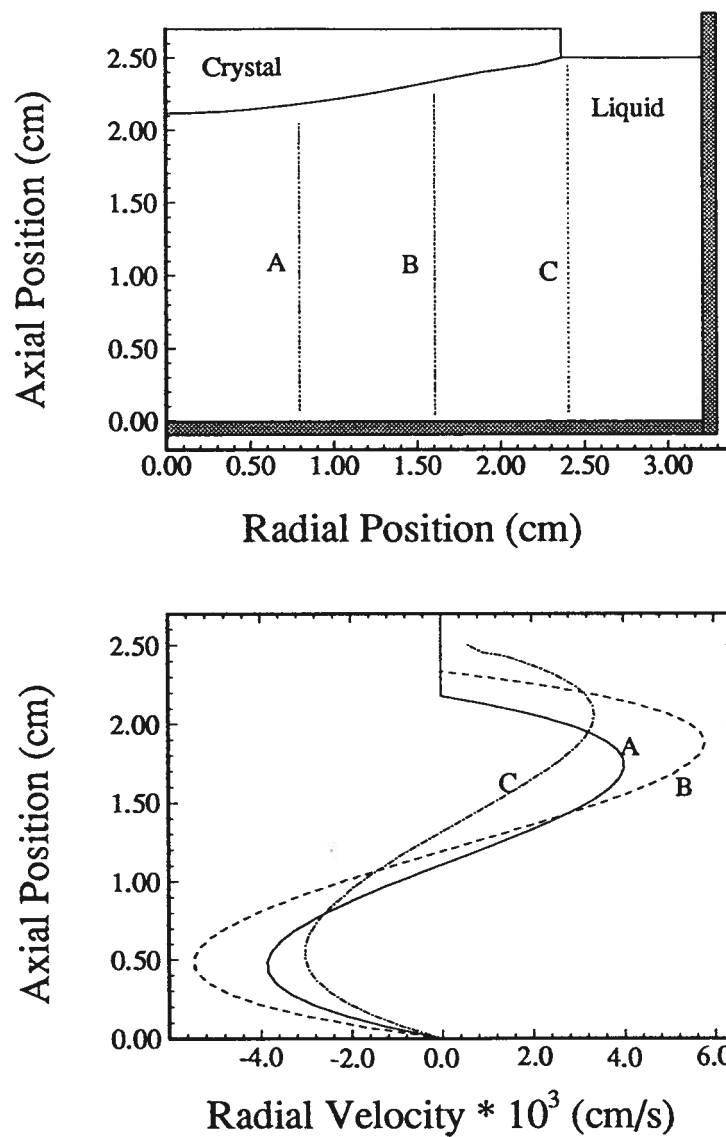 Axial Position (cm)
2.50
2.00
1.50
1.00
0.50
0.00
Crystal
Liquid
A
B
C
0.00 0.50 1.00 1.50 2.00 2.50 3.00
Radial Position (cm)
Axial Position (cm)
2.50
2.00
1.50
1.00
0.50
0.00
A
C
B
-4.0 -2.0 0.0 2.0 4.0 6.0
Radial Velocity * 10³ (cm/s)